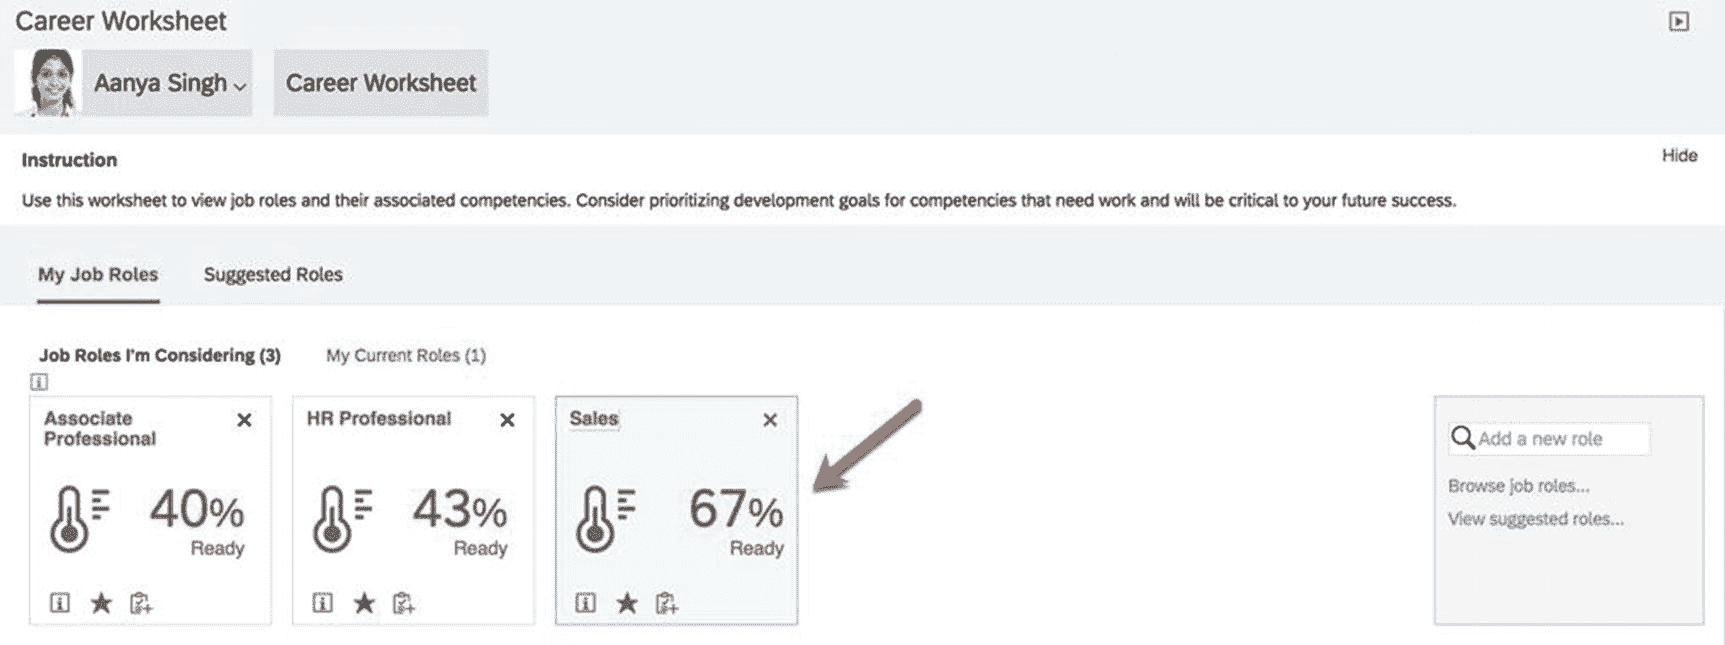 Career Worksheet
Aanya Singh
Career Worksheet
Instruction
Hide
Use this worksheet to view job roles and their associated competencies. Consider prioritizing development goals for competencies that need work and will be critical to your future success.
My Job Roles
Suggested Roles
Job Roles I'm Considering (3)
My Current Roles (1)
Associate
Professional
40%
Ready
HR Professional
43%
Ready
Sales
67%
Ready
Add a new role
Browse job roles...
View suggested roles...